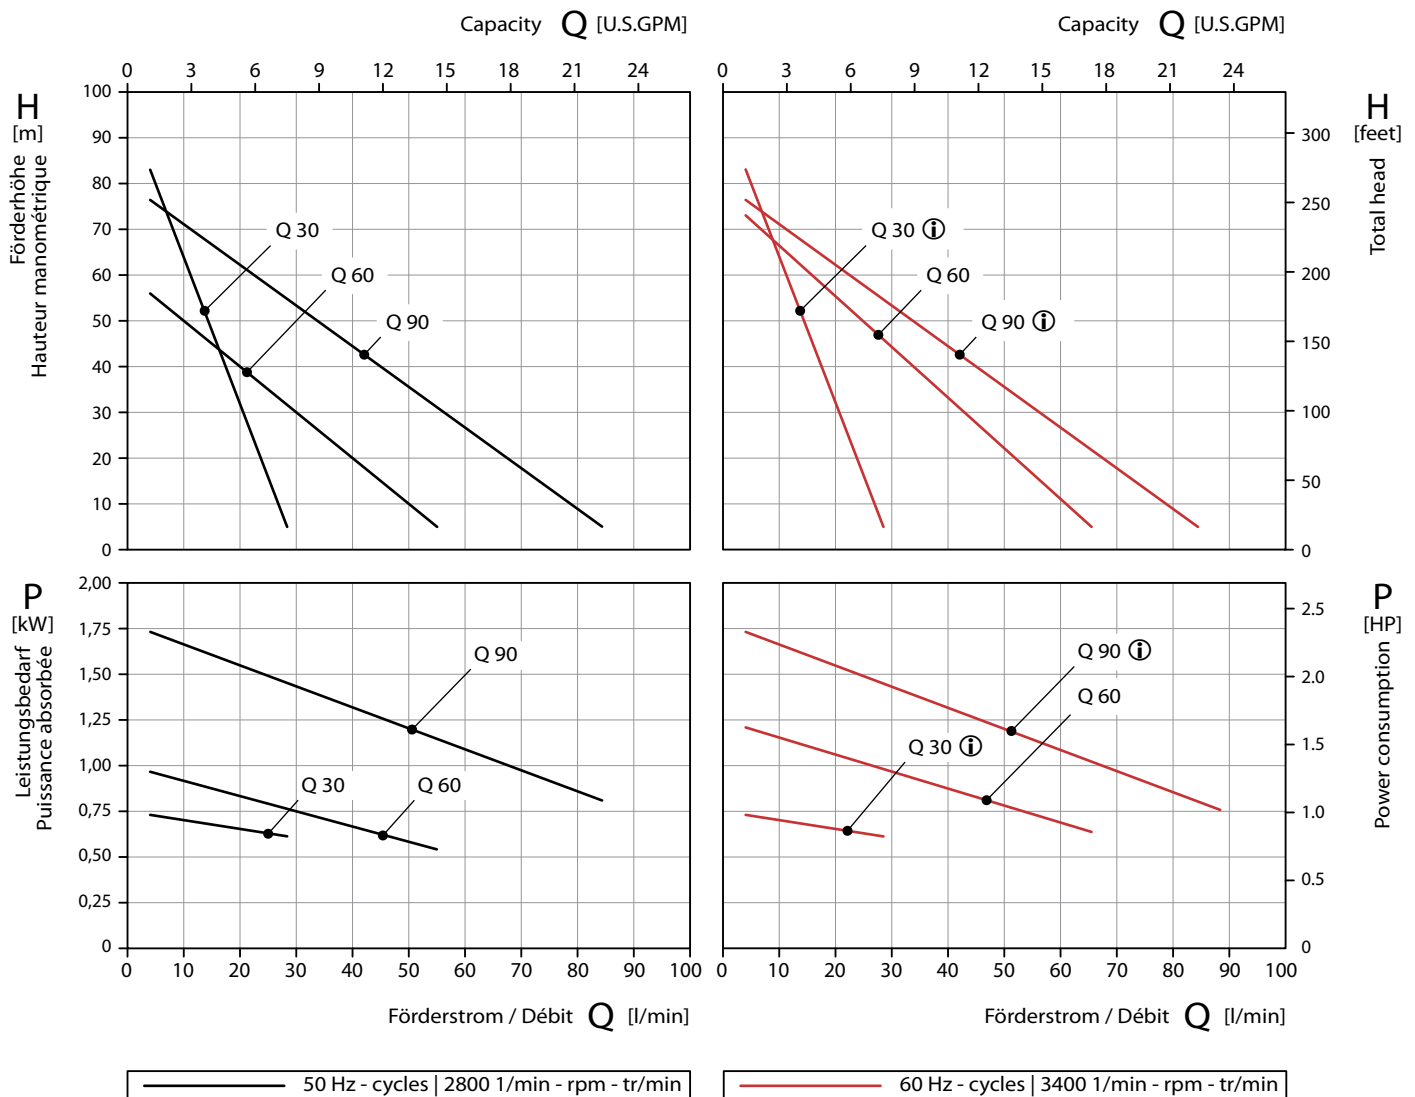 Capacity Q [U.S.GPM]
Capacity Q [U.S.GPM]
0 3 6 9 12 15 18 21 24
0 3 6 9 12 15 18 21 24
H
[m]
Förderhöhe
Hauteur manométrique
100
90
80
70
60
50
40
30
20
10
0
Q 30
Q 60
Q 90
Q 30 i
Q 60
Q 90 i
H
[feet]
Total head
300
250
200
150
100
50
0
P
[kW]
Leistungsbedarf
Puissance absorbée
2,00
1,75
1,50
1,25
1,00
0,75
0,50
0,25
0
Q 90
Q 30
Q 60
Q 90 i
Q 60
Q 30 i
P
[HP]
Power consumption
2.5
2.0
1.5
1.0
0.5
0
0 10 20 30 40 50 60 70 80 90 100
0 10 20 30 40 50 60 70 80 90 100
Förderstrom / Débit Q [l/min]
Förderstrom / Débit Q [l/min]
50 Hz - cycles | 2800 1/min - rpm - tr/min
60 Hz - cycles | 3400 1/min - rpm - tr/min